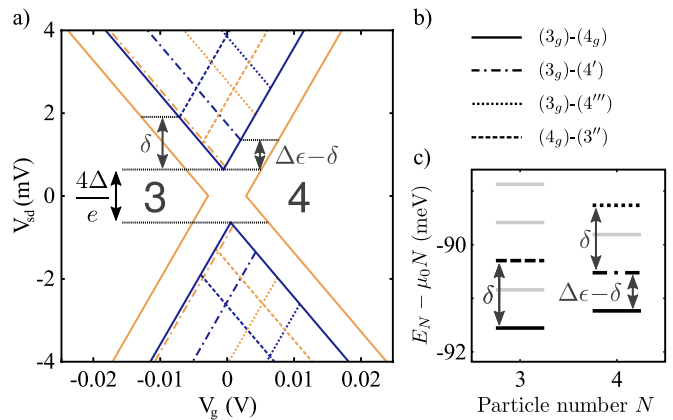 a)
4
2
0
-2
-4
V_sd (mV)
δ
Δϵ−δ
4Δ
e
3
4
-0.02
-0.01
0
0.01
0.02
V_g (V)
b)
(3_g)-(4_g)
(3_g)-(4′)
(3_g)-(4‴)
(4_g)-(3″)
c)
-90
-92
E_N − μ_0N (meV)
δ
δ
Δϵ−δ
3
4
Particle number N